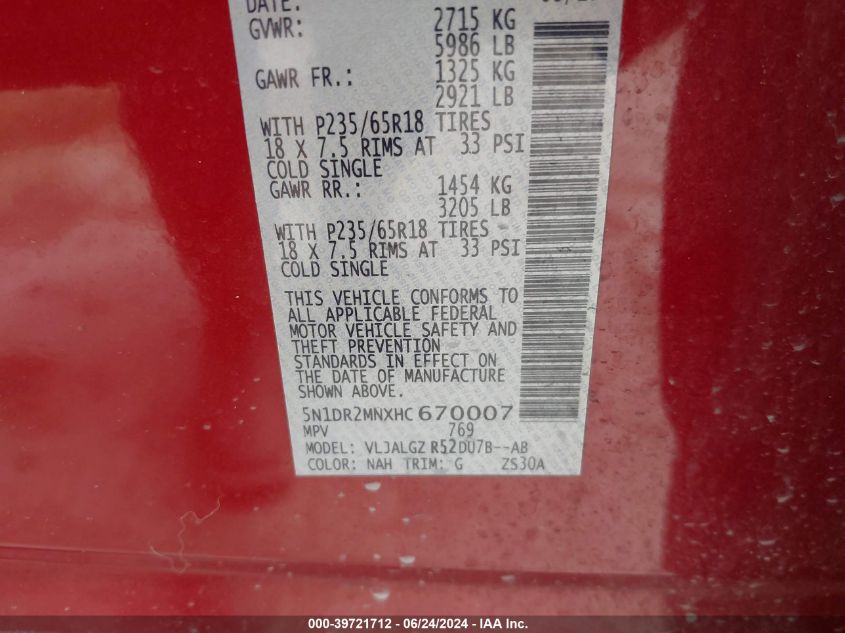 DATE:
GVWR: 2715 KG
5986 LB
GAWR FR.: 1325 KG
2921 LB
WITH P235/65R18 TIRES
18 X 7.5 RIMS AT 33 PSI
COLD SINGLE
GAWR RR.: 1454 KG
3205 LB
WITH P235/65R18 TIRES
18 X 7.5 RIMS AT 33 PSI
COLD SINGLE
THIS VEHICLE CONFORMS TO
ALL APPLICABLE FEDERAL
MOTOR VEHICLE SAFETY AND
THEFT PREVENTION
STANDARDS IN EFFECT ON
THE DATE OF MANUFACTURE
SHOWN ABOVE.
5N1DR2MNXHC670007
MPV 769
MODEL: VLJALGZ R52DU7B--AB
COLOR: NAH TRIM: G ZS30A
000-39721712 - 06/24/2024 - IAA Inc.